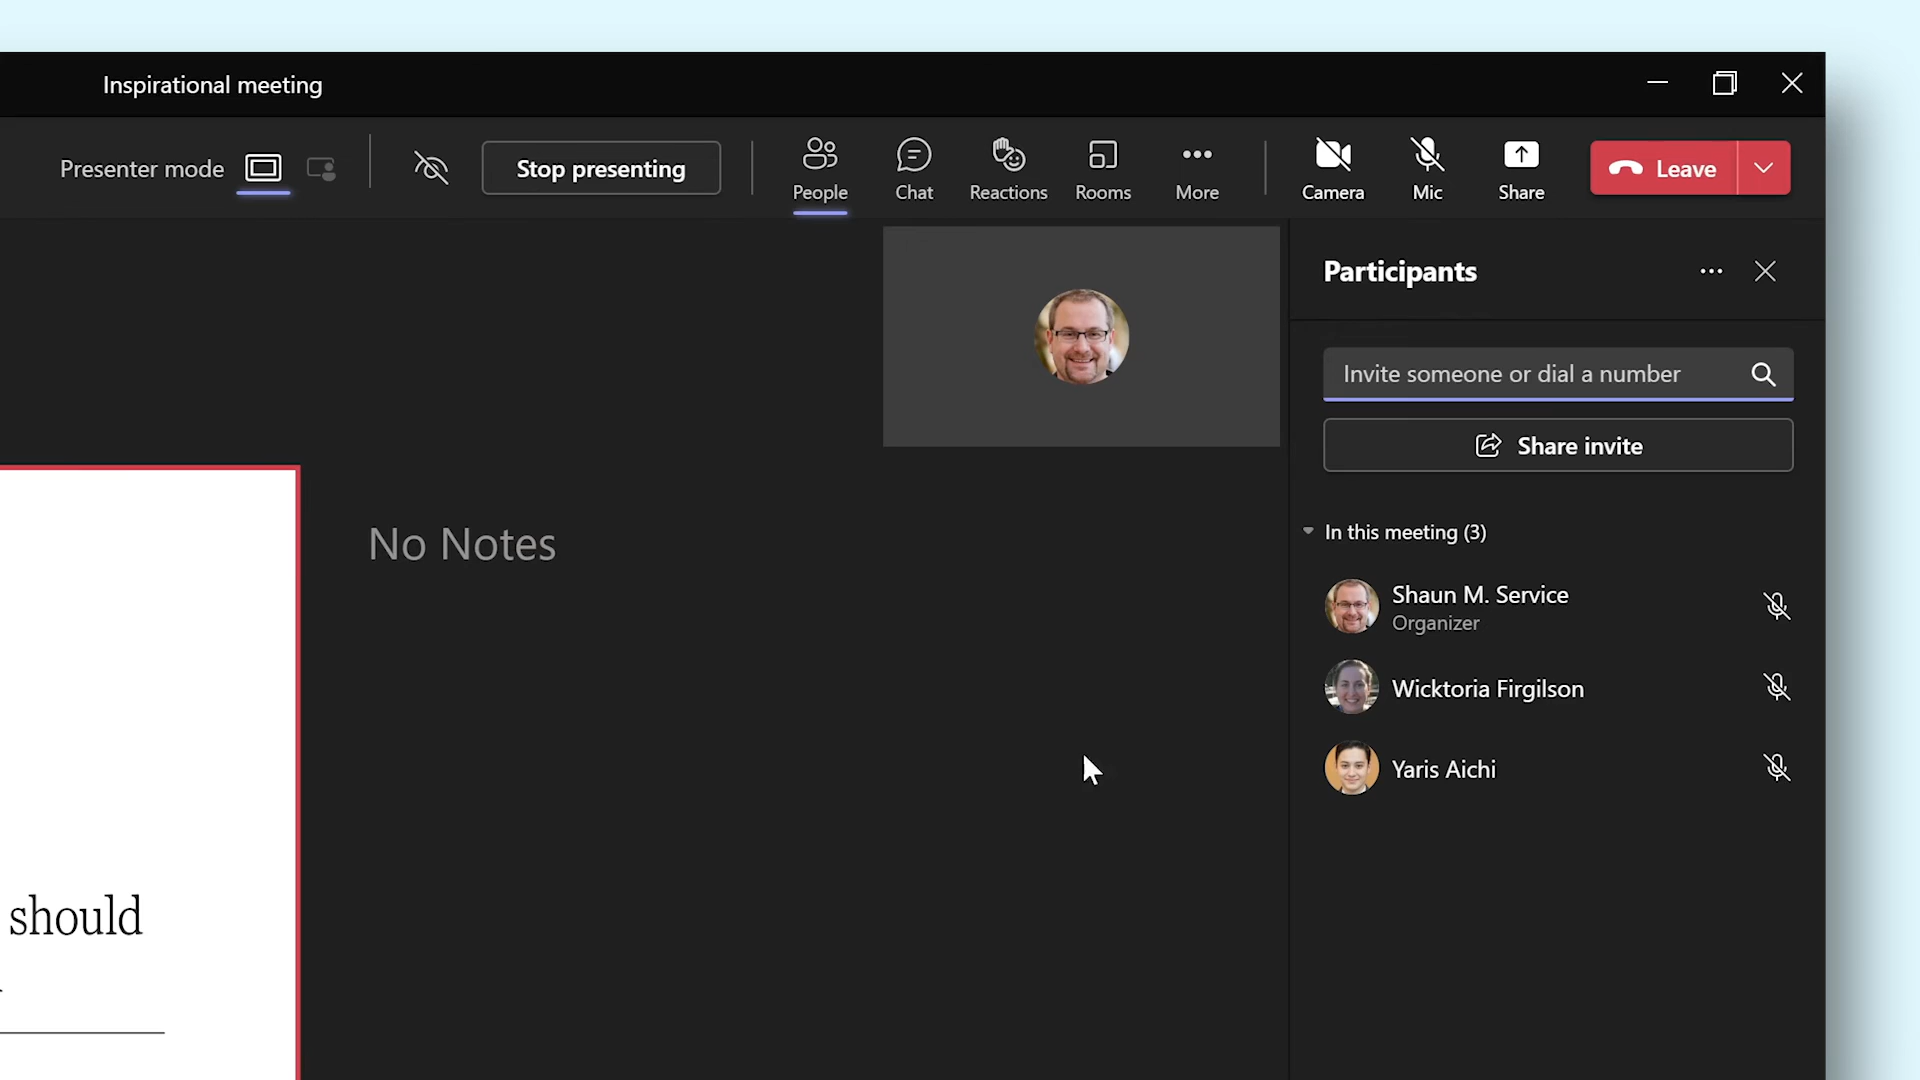 Inspirational meeting
Presenter mode
Stop presenting
People
Chat
Reactions
Rooms
More
Camera
Mic
Share
Leave
Participants
Invite someone or dial a number
Share invite
No Notes
In this meeting (3)
Shaun M. Service
Organizer
Wicktoria Firgilson
Yaris Aichi
should